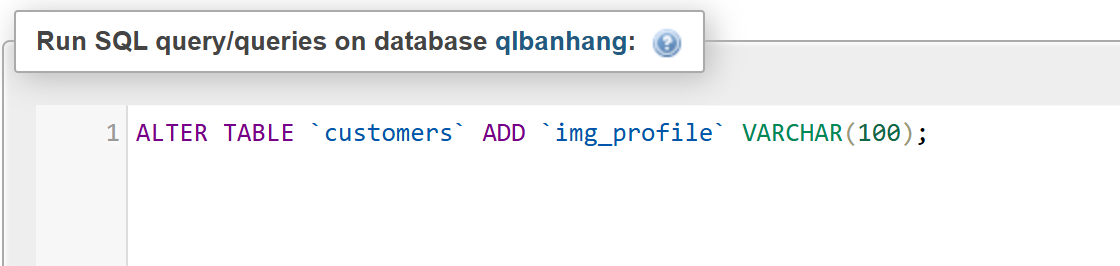 Run SQL query/queries on database qlbanhang:
1 ALTER TABLE `customers` ADD `img_profile` VARCHAR(100);